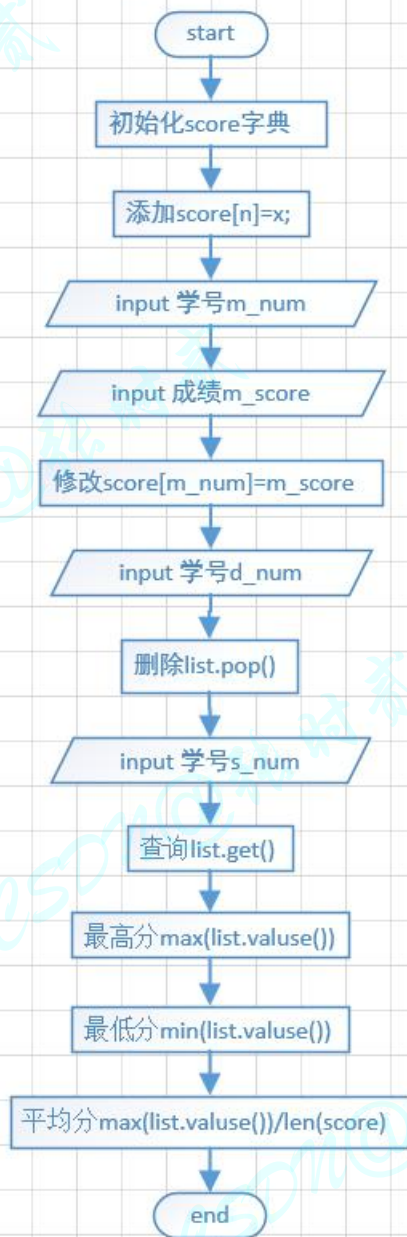 start
初始化score字典
添加score[n]=x;
input 学号m_num
input 成绩m_score
修改score[m_num]=m_score
input 学号d_num
删除list.pop()
input 学号s_num
查询list.get()
最高分max(list.valuse())
最低分min(list.valuse())
平均分max(list.valuse())/len(score)
end